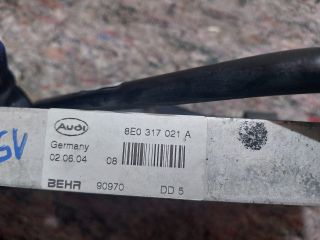 Audi
8E0 317 021 A
Germany
02.06.04 08
BEHR 90970 DD 5